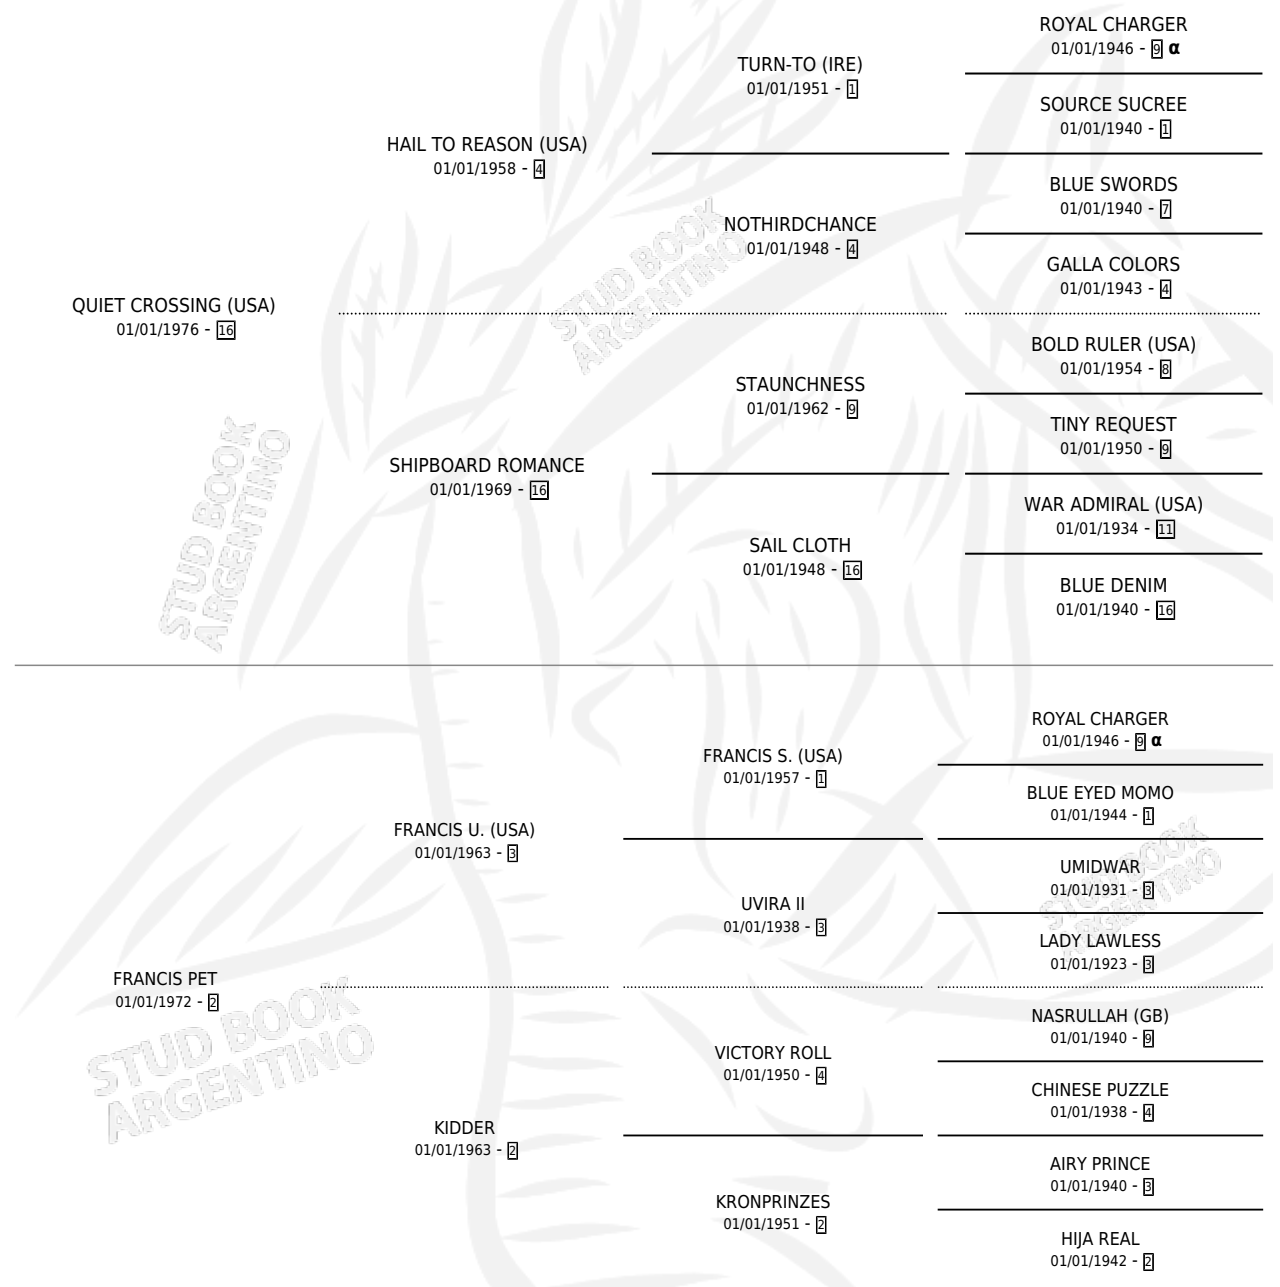 ROYAL CHARGER
01/01/1946 - 9 α
TURN-TO (IRE)
01/01/1951 - 1
SOURCE SUCREE
01/01/1940 - 1
HAIL TO REASON (USA)
01/01/1958 - 4
BLUE SWORDS
01/01/1940 - 7
NOTHIRDCHANCE
01/01/1948 - 4
GALLA COLORS
01/01/1943 - 4
QUIET CROSSING (USA)
01/01/1976 - 16
BOLD RULER (USA)
01/01/1954 - 8
STAUNCHNESS
01/01/1962 - 9
TINY REQUEST
01/01/1950 - 9
SHIPBOARD ROMANCE
01/01/1969 - 16
WAR ADMIRAL (USA)
01/01/1934 - 11
SAIL CLOTH
01/01/1948 - 16
BLUE DENIM
01/01/1940 - 16
ROYAL CHARGER
01/01/1946 - 9 α
FRANCIS S. (USA)
01/01/1957 - 1
BLUE EYED MOMO
01/01/1944 - 1
FRANCIS U. (USA)
01/01/1963 - 3
UMIDWAR
01/01/1931 - 3
UVIRA II
01/01/1938 - 3
LADY LAWLESS
01/01/1923 - 3
FRANCIS PET
01/01/1972 - 2
NASRULLAH (GB)
01/01/1940 - 9
VICTORY ROLL
01/01/1950 - 4
CHINESE PUZZLE
01/01/1938 - 4
KIDDER
01/01/1963 - 2
AIRY PRINCE
01/01/1940 - 3
KRONPRINZES
01/01/1951 - 2
HIJA REAL
01/01/1942 - 2
STUD BOOK
ARGENTINO
STUD BOOK
ARGENTINO
STUD BOOK
ARGENTINO
STUD BOOK
ARGENTINO